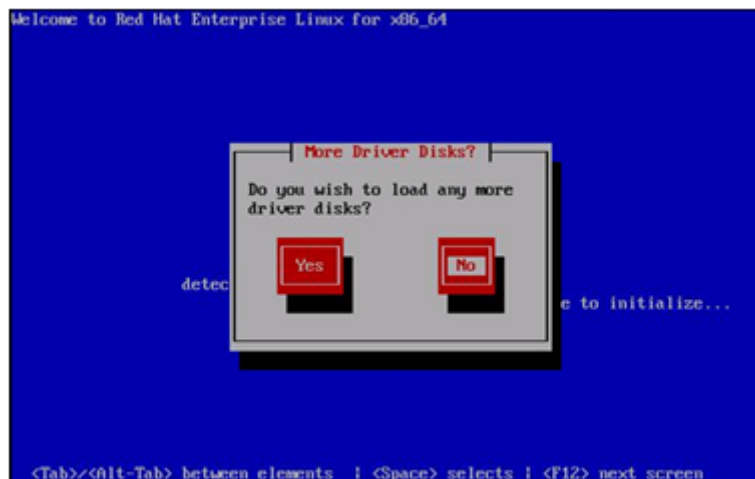 Welcome to Red Hat Enterprise Linux for x86_64
More Driver Disks?
Do you wish to load any more
driver disks?
Yes No
detec
e to initialize...
<Tab>/<Alt-Tab> between elements | <Space> selects | <F12> next screen